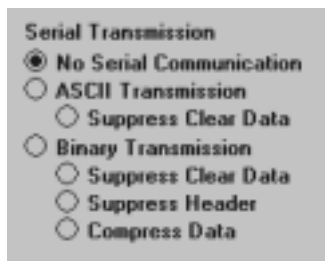 Serial Transmission
No Serial Communication
ASCII Transmission
Suppress Clear Data
Binary Transmission
Suppress Clear Data
Suppress Header
Compress Data